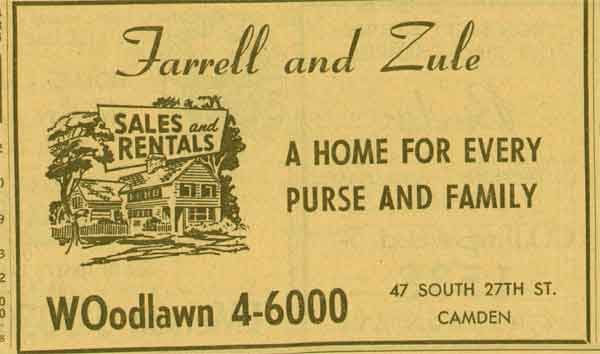 Farrell and Zule
SALES and
RENTALS
A HOME FOR EVERY
PURSE AND FAMILY
WOodlawn 4-6000
47 SOUTH 27TH ST.
CAMDEN